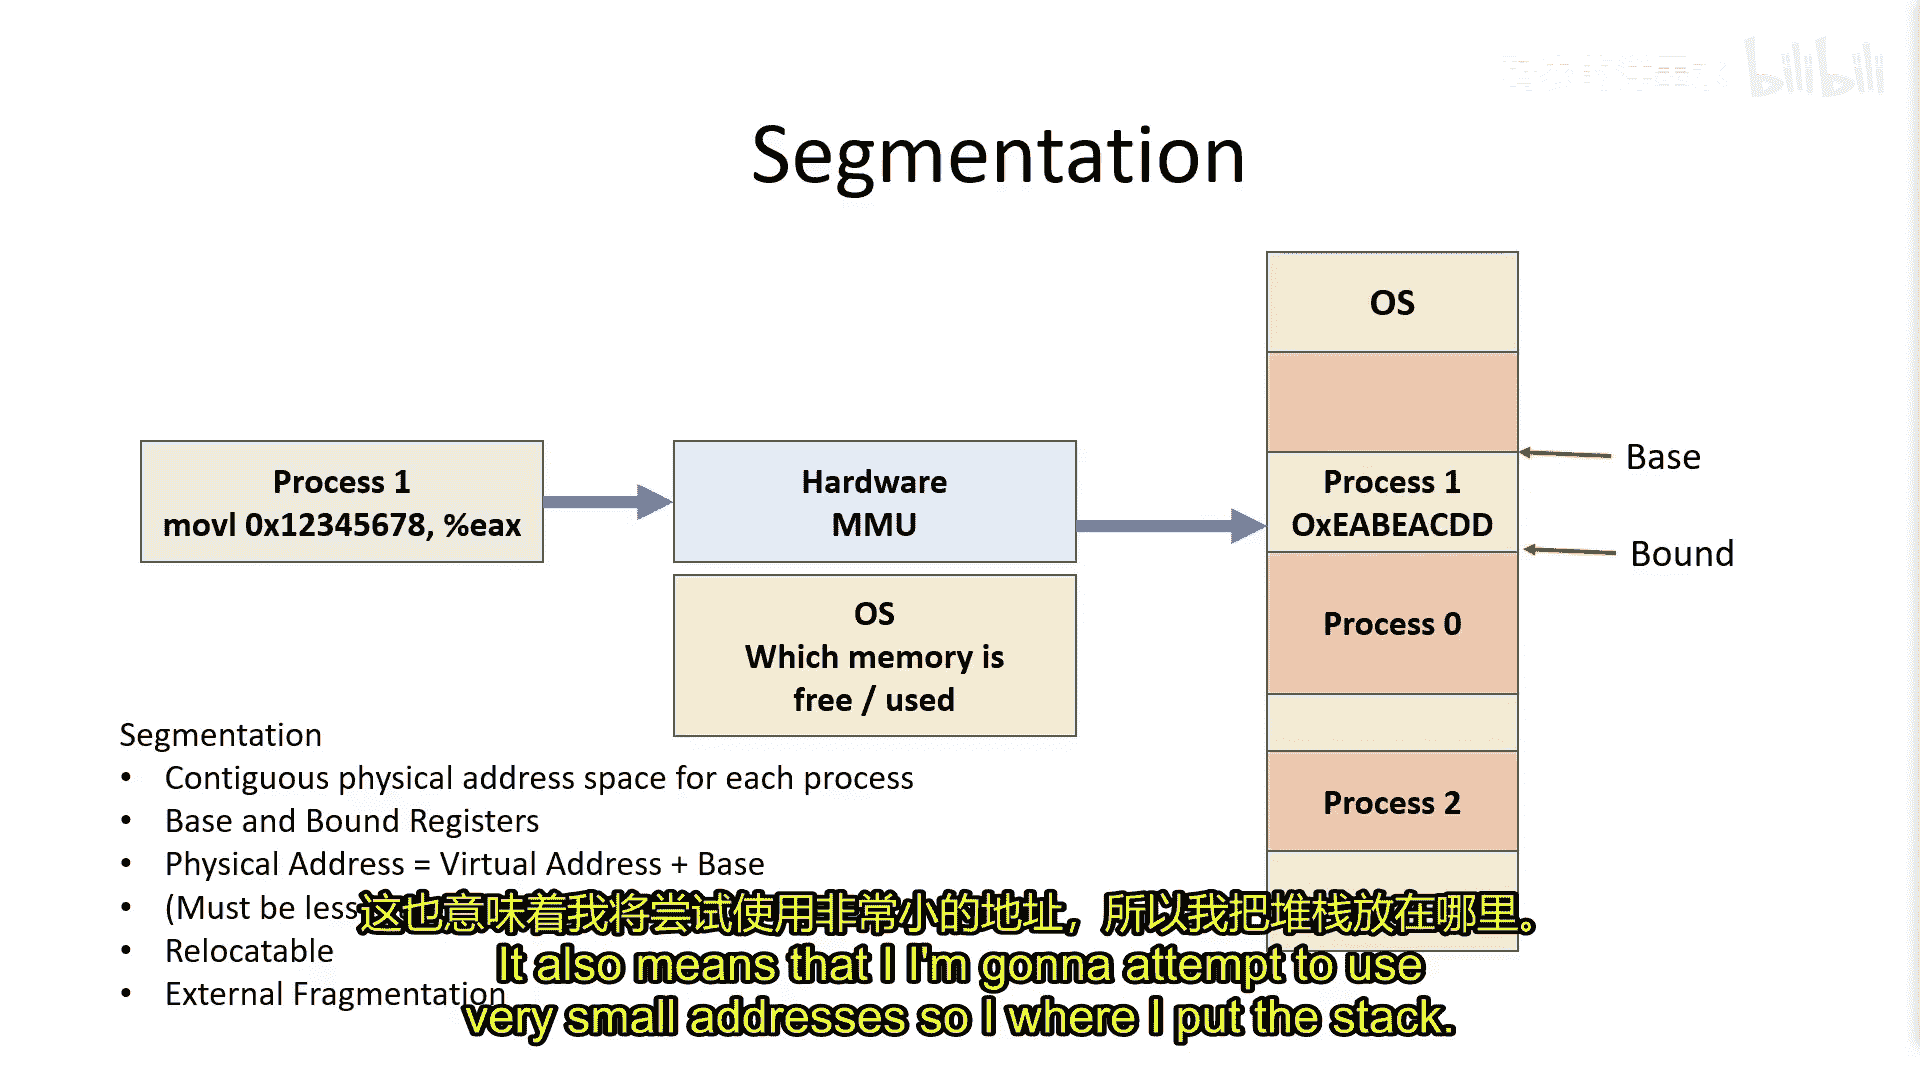 bilibili
Segmentation
OS
Base
Process 1
movl 0x12345678, %eax
Hardware
MMU
Process 1
OxEABEACDD
Bound
OS
Which memory is
free / used
Process 0
Process 2
Segmentation
• Contiguous physical address space for each process
• Base and Bound Registers
• Physical Address = Virtual Address + Base
• (Must be less
• Relocatable
• External Fragmentation
这也意味着我将尝试使用非常小的地址，所以我把堆栈放在哪里。
It also means that I I'm gonna attempt to use
very small addresses so I where I put the stack.